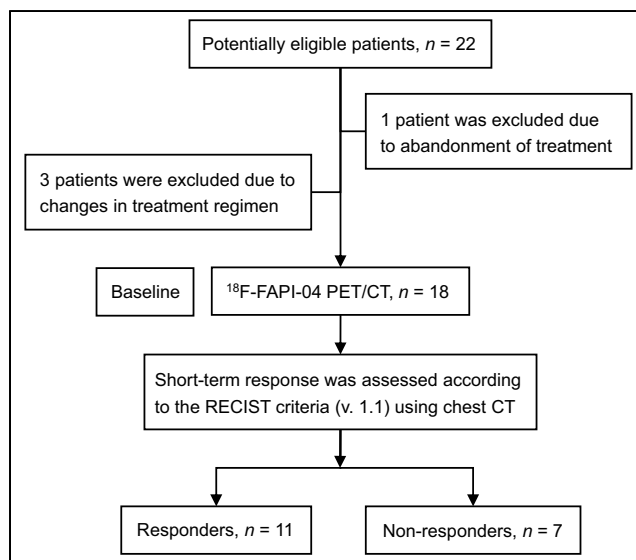 Potentially eligible patients, n = 22
1 patient was excluded due
to abandonment of treatment
3 patients were excluded due to
changes in treatment regimen
Baseline
¹⁸F-FAPI-04 PET/CT, n = 18
Short-term response was assessed according
to the RECIST criteria (v. 1.1) using chest CT
Responders, n = 11
Non-responders, n = 7